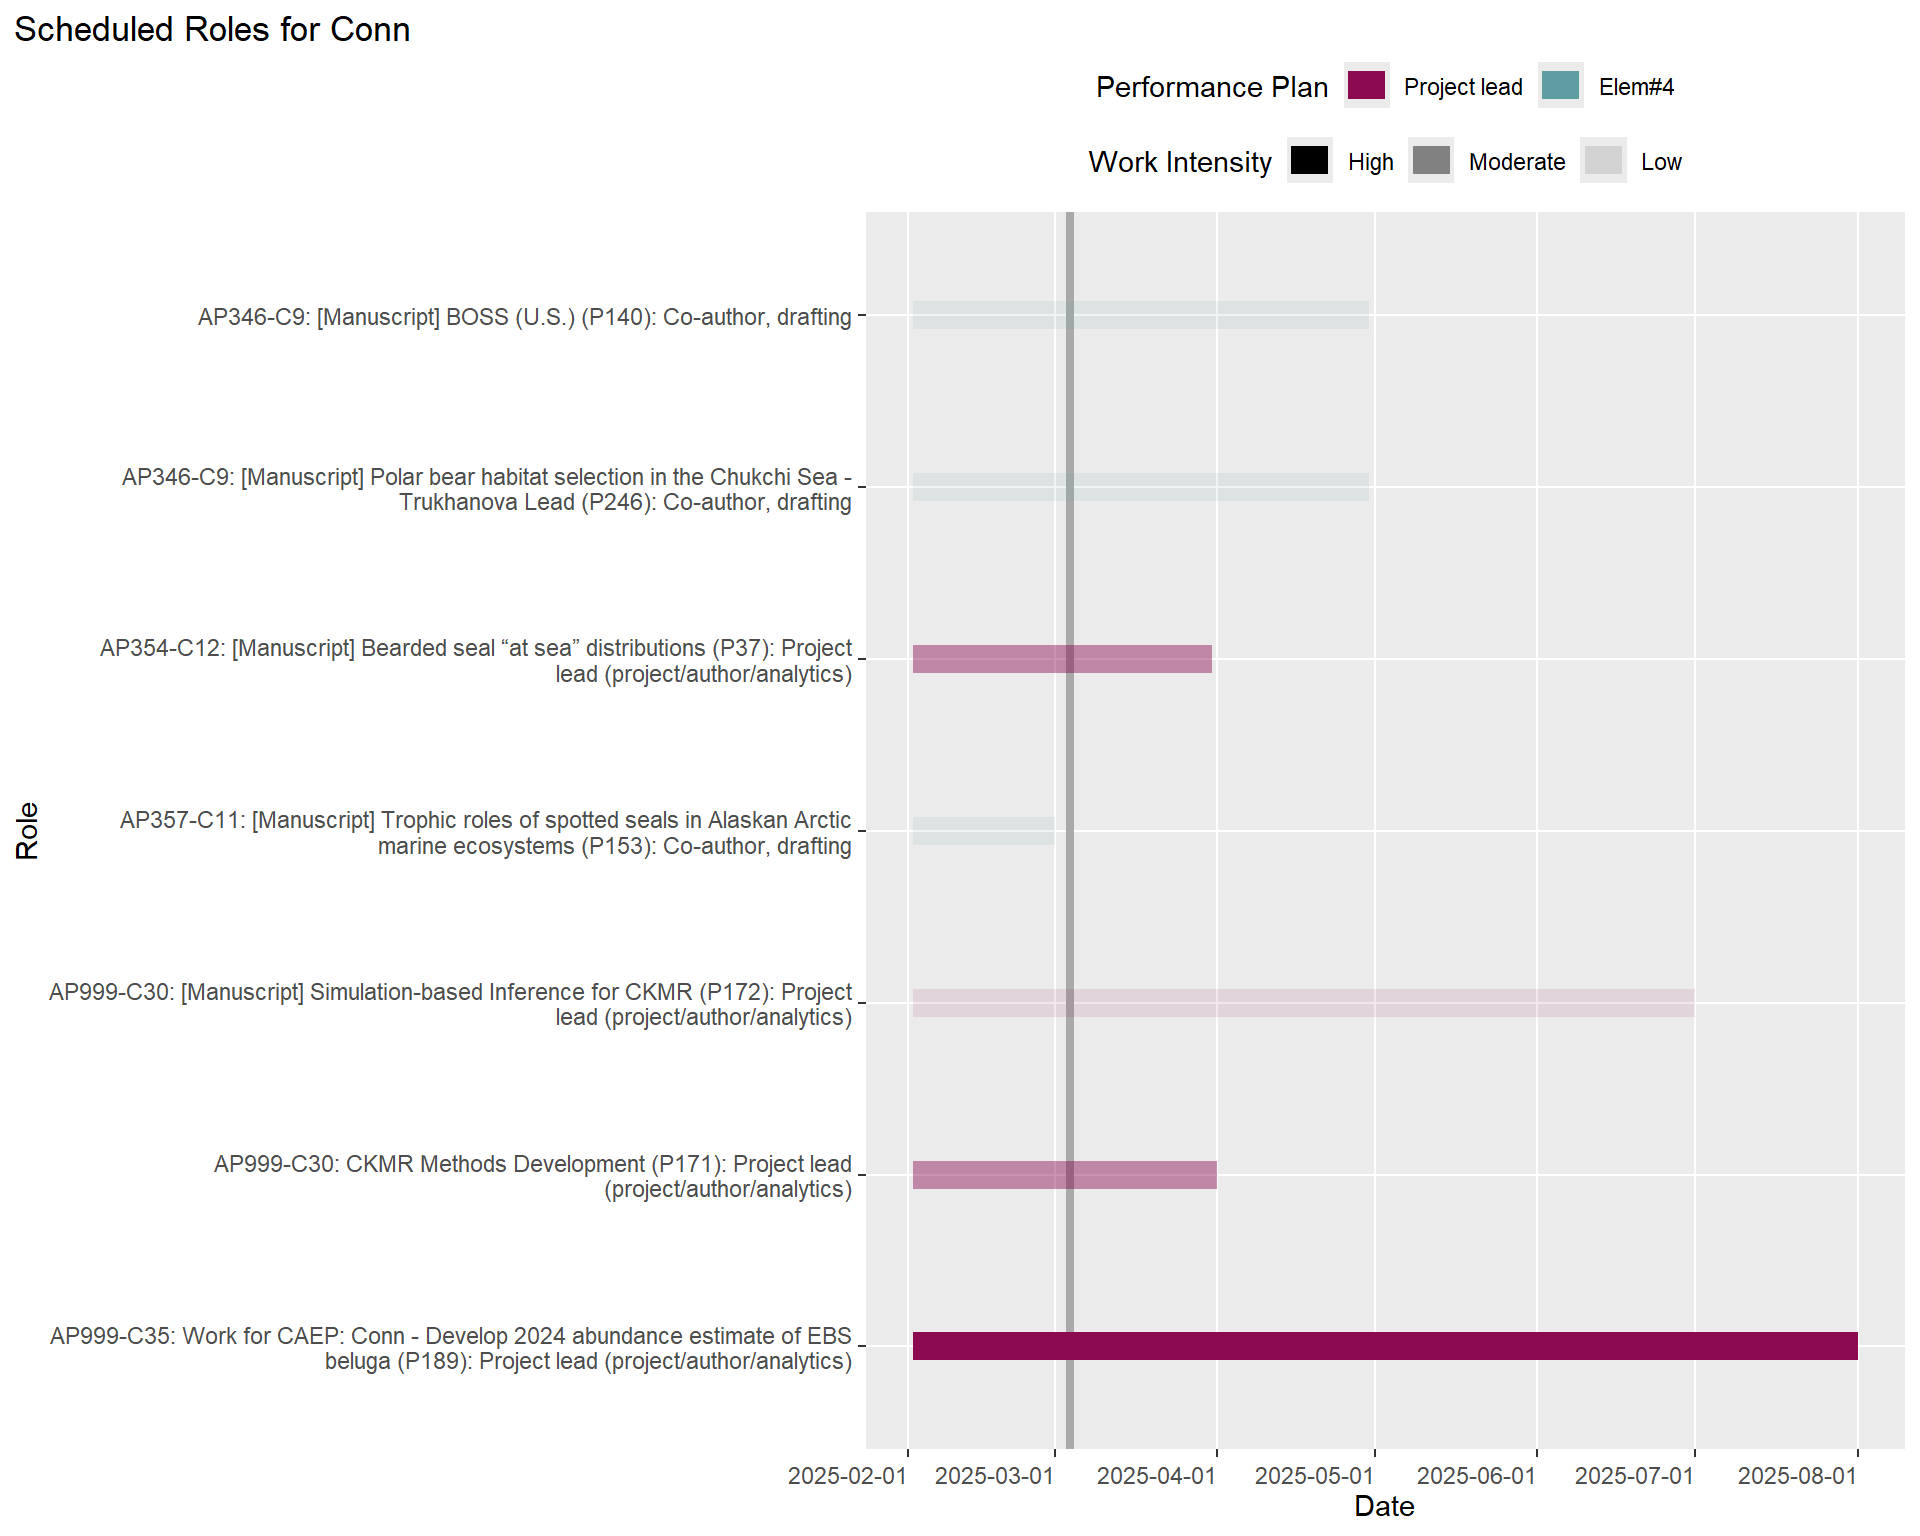 Scheduled Roles for Conn
Performance Plan Project lead Elem#4
Work Intensity High Moderate Low
AP346-C9: [Manuscript] BOSS (U.S.) (P140): Co-author, drafting
AP346-C9: [Manuscript] Polar bear habitat selection in the Chukchi Sea -
Trukhanova Lead (P246): Co-author, drafting
AP354-C12: [Manuscript] Bearded seal “at sea” distributions (P37): Project
lead (project/author/analytics)
Role
AP357-C11: [Manuscript] Trophic roles of spotted seals in Alaskan Arctic
marine ecosystems (P153): Co-author, drafting
AP999-C30: [Manuscript] Simulation-based Inference for CKMR (P172): Project
lead (project/author/analytics)
AP999-C30: CKMR Methods Development (P171): Project lead
(project/author/analytics)
AP999-C35: Work for CAEP: Conn - Develop 2024 abundance estimate of EBS
beluga (P189): Project lead (project/author/analytics)
2025-02-01 2025-03-01 2025-04-01 2025-05-01 2025-06-01 2025-07-01 2025-08-01
Date